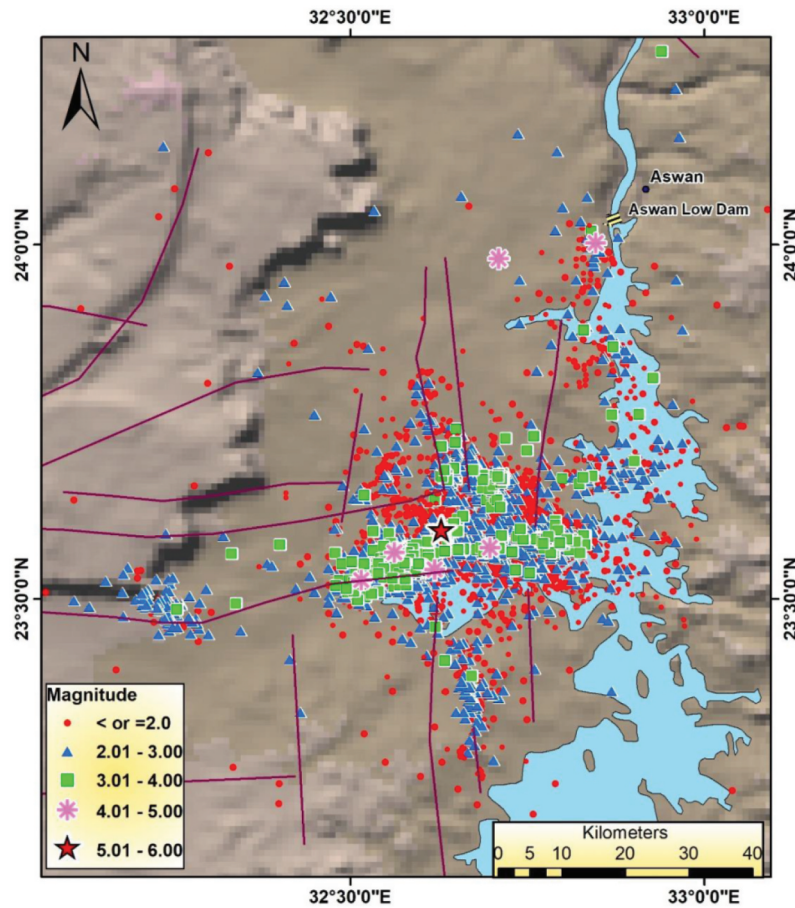 32°30'0"E 33°0'0"E
N
Aswan
Aswan Low Dam
24°0'0"N 24°0'0"N
23°30'0"N 23°30'0"N
Magnitude
< or =2.0
2.01 - 3.00
3.01 - 4.00
4.01 - 5.00
5.01 - 6.00
Kilometers
0 5 10 20 30 40
32°30'0"E 33°0'0"E